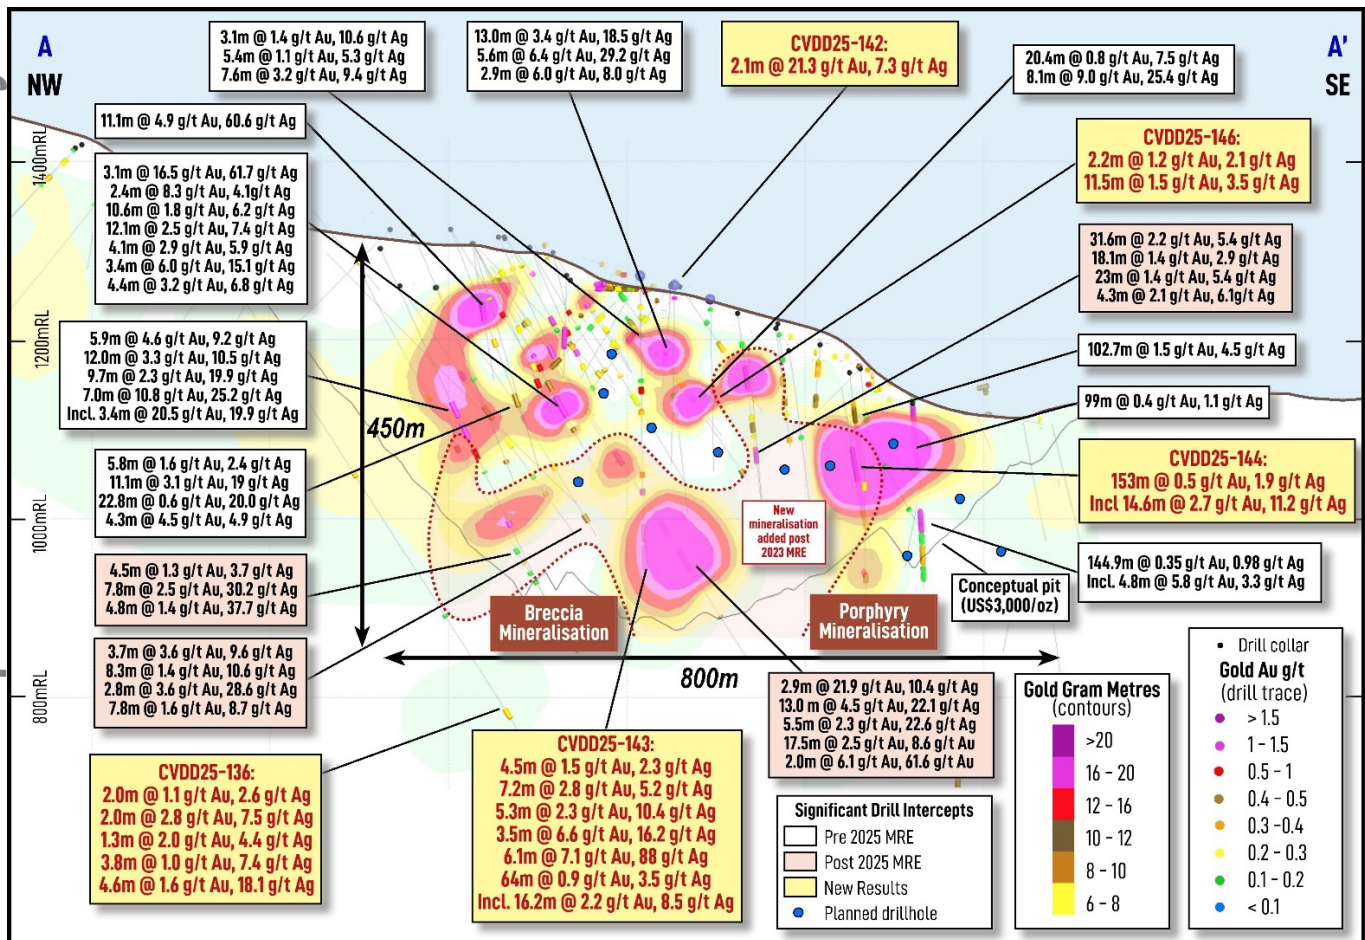 A
NW
A'
SE
3.1m @ 1.4 g/t Au, 10.6 g/t Ag
5.4m @ 1.1 g/t Au, 5.3 g/t Ag
7.6m @ 3.2 g/t Au, 9.4 g/t Ag
13.0m @ 3.4 g/t Au, 18.5 g/t Ag
5.6m @ 6.4 g/t Au, 29.2 g/t Ag
2.9m @ 6.0 g/t Au, 8.0 g/t Ag
CVDD25-142:
2.1m @ 21.3 g/t Au, 7.3 g/t Ag
20.4m @ 0.8 g/t Au, 7.5 g/t Ag
8.1m @ 9.0 g/t Au, 25.4 g/t Ag
11.1m @ 4.9 g/t Au, 60.6 g/t Ag
CVDD25-146:
2.2m @ 1.2 g/t Au, 2.1 g/t Ag
11.5m @ 1.5 g/t Au, 3.5 g/t Ag
1400mRL
1200mRL
1000mRL
800mRL
3.1m @ 16.5 g/t Au, 61.7 g/t Ag
2.4m @ 8.3 g/t Au, 4.1g/t Ag
10.6m @ 1.8 g/t Au, 6.2 g/t Ag
12.1m @ 2.5 g/t Au, 7.4 g/t Ag
4.1m @ 2.9 g/t Au, 5.9 g/t Ag
3.4m @ 6.0 g/t Au, 15.1 g/t Ag
4.4m @ 3.2 g/t Au, 6.8 g/t Ag
31.6m @ 2.2 g/t Au, 5.4 g/t Ag
18.1m @ 1.4 g/t Au, 2.9 g/t Ag
23m @ 1.4 g/t Au, 5.4 g/t Ag
4.3m @ 2.1 g/t Au, 6.1g/t Ag
5.9m @ 4.6 g/t Au, 9.2 g/t Ag
12.0m @ 3.3 g/t Au, 10.5 g/t Ag
9.7m @ 2.3 g/t Au, 19.9 g/t Ag
7.0m @ 10.8 g/t Au, 25.2 g/t Ag
Incl. 3.4m @ 20.5 g/t Au, 19.9 g/t Ag
102.7m @ 1.5 g/t Au, 4.5 g/t Ag
99m @ 0.4 g/t Au, 1.1 g/t Ag
450m
5.8m @ 1.6 g/t Au, 2.4 g/t Ag
11.1m @ 3.1 g/t Au, 19 g/t Ag
22.8m @ 0.6 g/t Au, 20.0 g/t Ag
4.3m @ 4.5 g/t Au, 4.9 g/t Ag
CVDD25-144:
153m @ 0.5 g/t Au, 1.9 g/t Ag
Incl 14.6m @ 2.7 g/t Au, 11.2 g/t Ag
New
mineralisation
added post
2023 MRE
4.5m @ 1.3 g/t Au, 3.7 g/t Ag
7.8m @ 2.5 g/t Au, 30.2 g/t Ag
4.8m @ 1.4 g/t Au, 37.7 g/t Ag
144.9m @ 0.35 g/t Au, 0.98 g/t Ag
Incl. 4.8m @ 5.8 g/t Au, 3.3 g/t Ag
Conceptual pit
(US$3,000/oz)
Breccia
Mineralisation
Porphyry
Mineralisation
800m
3.7m @ 3.6 g/t Au, 9.6 g/t Ag
8.3m @ 1.4 g/t Au, 10.6 g/t Ag
2.8m @ 3.6 g/t Au, 28.6 g/t Ag
7.8m @ 1.6 g/t Au, 8.7 g/t Ag
2.9m @ 21.9 g/t Au, 10.4 g/t Ag
13.0 m @ 4.5 g/t Au, 22.1 g/t Ag
5.5m @ 2.3 g/t Au, 22.6 g/t Ag
17.5m @ 2.5 g/t Au, 8.6 g/t Au
2.0m @ 6.1 g/t Au, 61.6 g/t Au
CVDD25-136:
2.0m @ 1.1 g/t Au, 2.6 g/t Ag
2.0m @ 2.8 g/t Au, 7.5 g/t Ag
1.3m @ 2.0 g/t Au, 4.4 g/t Ag
3.8m @ 1.0 g/t Au, 7.4 g/t Ag
4.6m @ 1.6 g/t Au, 18.1 g/t Ag
CVDD25-143:
4.5m @ 1.5 g/t Au, 2.3 g/t Ag
7.2m @ 2.8 g/t Au, 5.2 g/t Ag
5.3m @ 2.3 g/t Au, 10.4 g/t Ag
3.5m @ 6.6 g/t Au, 16.2 g/t Ag
6.1m @ 7.1 g/t Au, 88 g/t Ag
64m @ 0.9 g/t Au, 3.5 g/t Ag
Incl. 16.2m @ 2.2 g/t Au, 8.5 g/t Ag
Significant Drill Intercepts
Pre 2025 MRE
Post 2025 MRE
New Results
Planned drillhole
Gold Gram Metres
(contours)
>20
16 - 20
12 - 16
10 - 12
8 - 10
6 - 8
Drill collar
Gold Au g/t
(drill trace)
> 1.5
1 - 1.5
0.5 - 1
0.4 - 0.5
0.3 -0.4
0.2 - 0.3
0.1 - 0.2
< 0.1